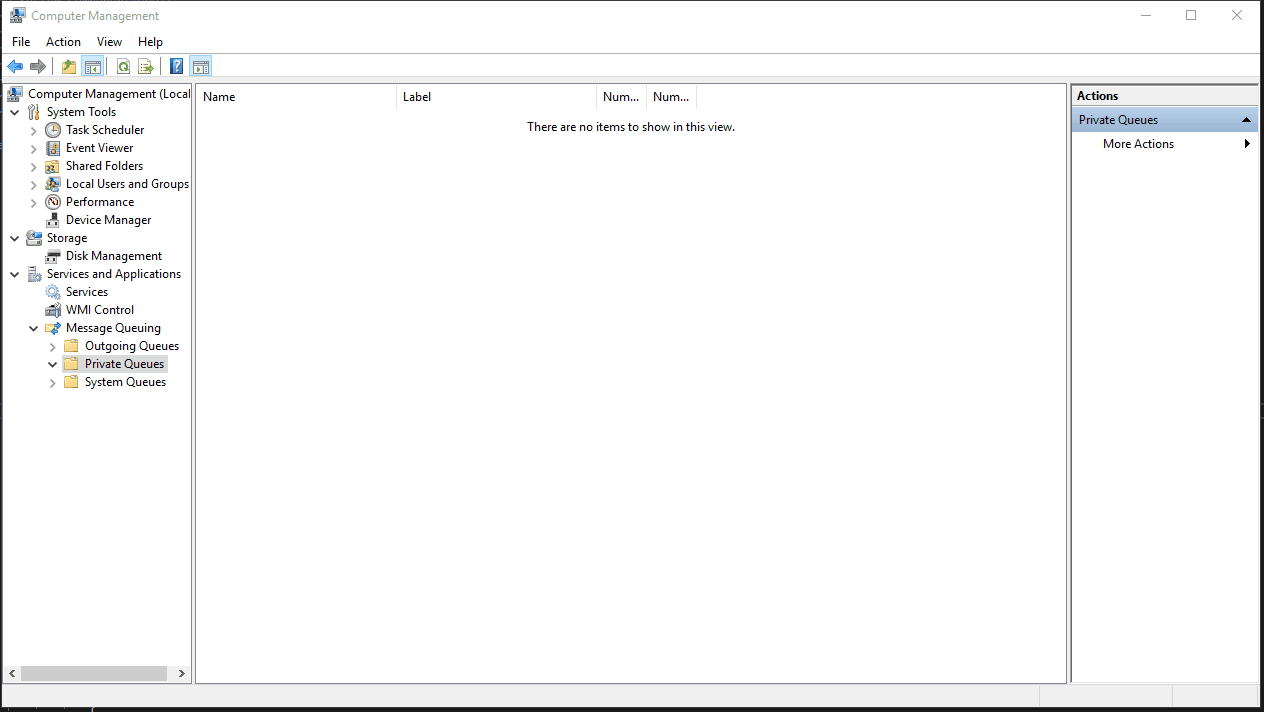 Computer Management
File Action View Help
Computer Management (Local
System Tools
Task Scheduler
Event Viewer
Shared Folders
Local Users and Groups
Performance
Device Manager
Storage
Disk Management
Services and Applications
Services
WMI Control
Message Queuing
Outgoing Queues
Private Queues
System Queues
Name Label Num... Num...
There are no items to show in this view.
Actions
Private Queues
More Actions